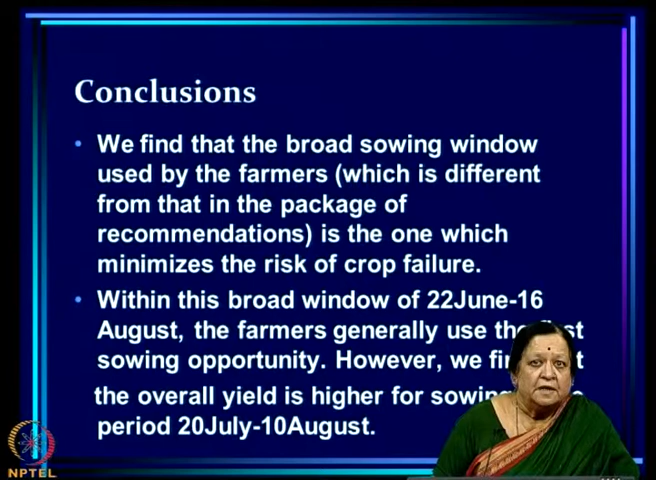 Conclusions
• We find that the broad sowing window
used by the farmers (which is different
from that in the package of
recommendations) is the one which
minimizes the risk of crop failure.
• Within this broad window of 22June-16
August, the farmers generally use the
sowing opportunity. However, we
the overall yield is higher for
period 20July-10August.
NPTEL